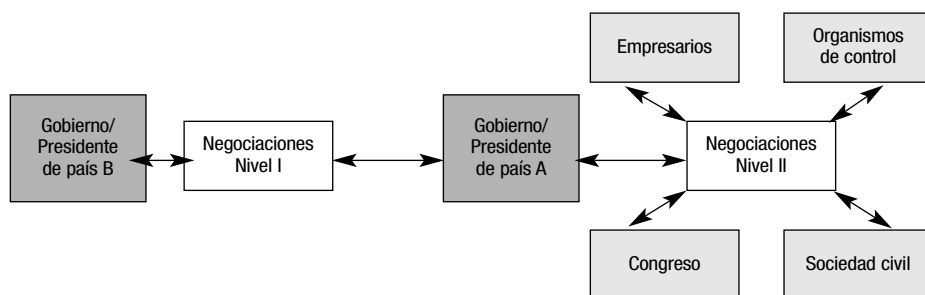 Empresarios
Organismos
de control
Gobierno/
Presidente
de país B
Negociaciones
Nivel I
Gobierno/
Presidente
de país A
Negociaciones
Nivel II
Congreso
Sociedad civil